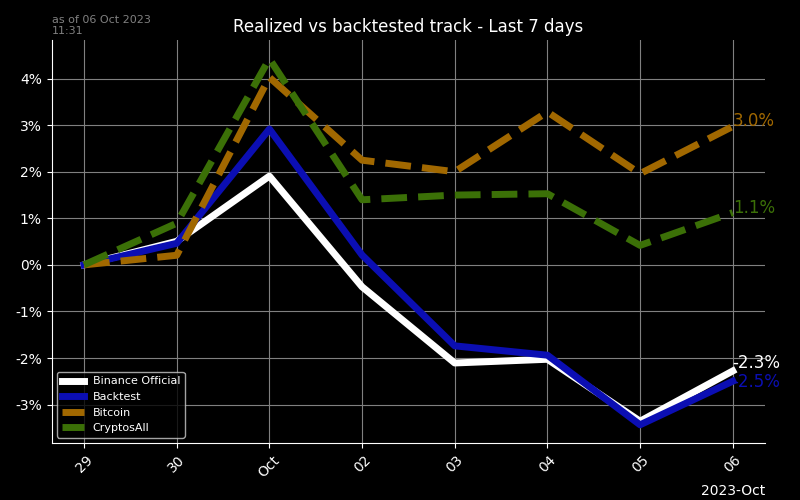 as of 06 Oct 2023
11:31
Realized vs backtested track - Last 7 days
4%
3%
2%
1%
0%
-1%
-2%
-3%
3.0%
1.1%
-2.3%
-2.5%
Binance Official
Backtest
Bitcoin
CryptosAll
29
30
Oct
02
03
04
05
06
2023-Oct